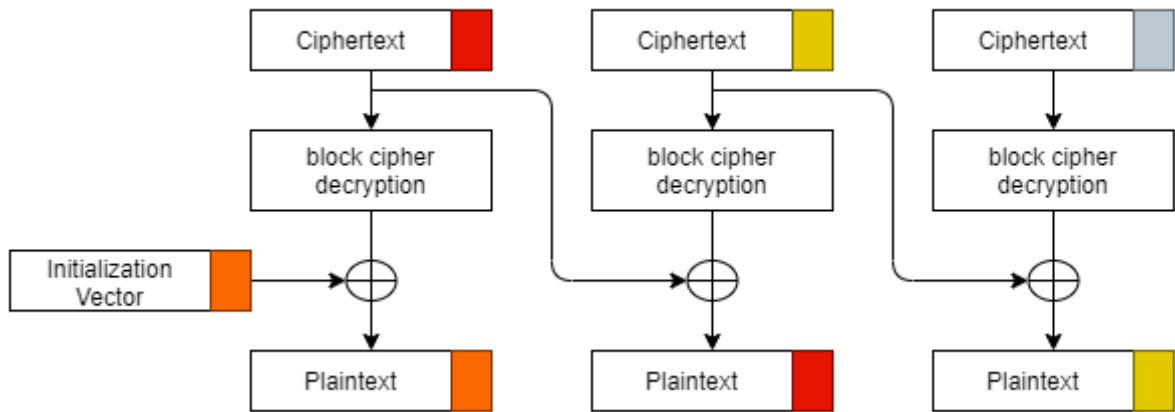 Ciphertext
Ciphertext
Ciphertext
block cipher
decryption
block cipher
decryption
block cipher
decryption
Initialization
Vector
Plaintext
Plaintext
Plaintext